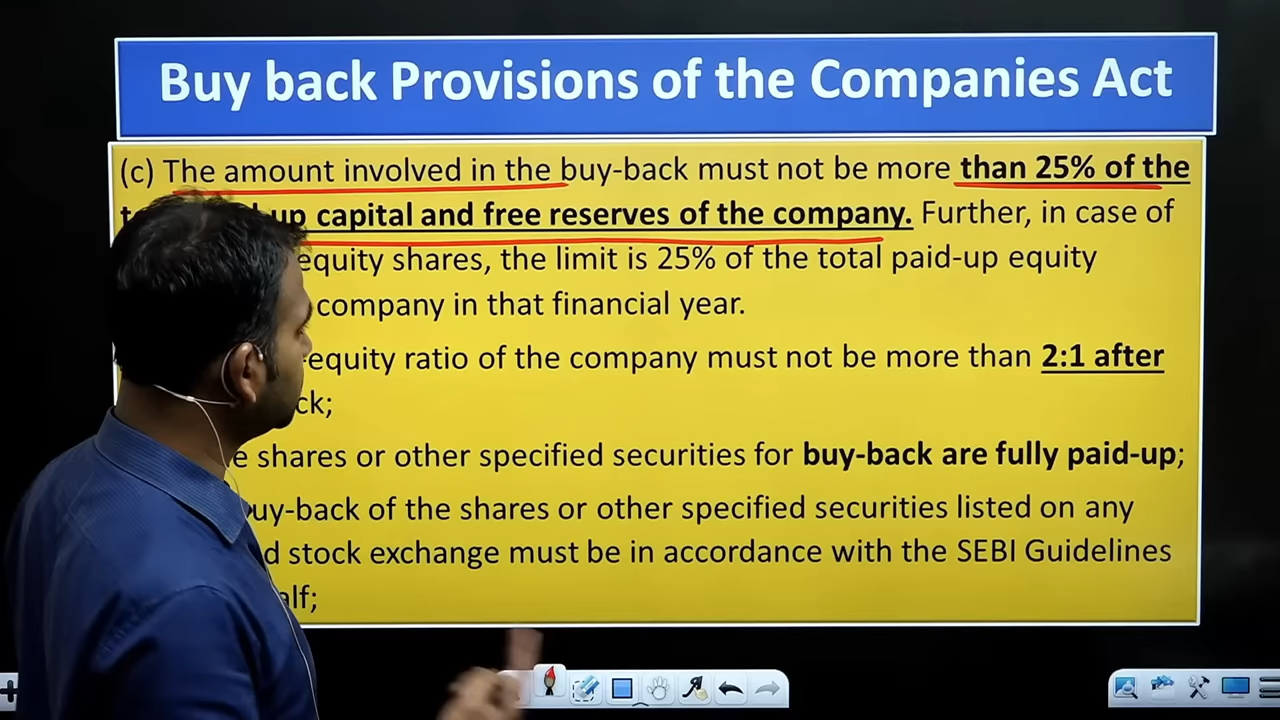 Buy back Provisions of the Companies Act
(c) The amount involved in the buy-back must not be more than 25% of the
up capital and free reserves of the company. Further, in case of
equity shares, the limit is 25% of the total paid-up equity
company in that financial year.
equity ratio of the company must not be more than 2:1 after
ck;
e shares or other specified securities for buy-back are fully paid-up;
uy-back of the shares or other specified securities listed on any
d stock exchange must be in accordance with the SEBI Guidelines
alf;